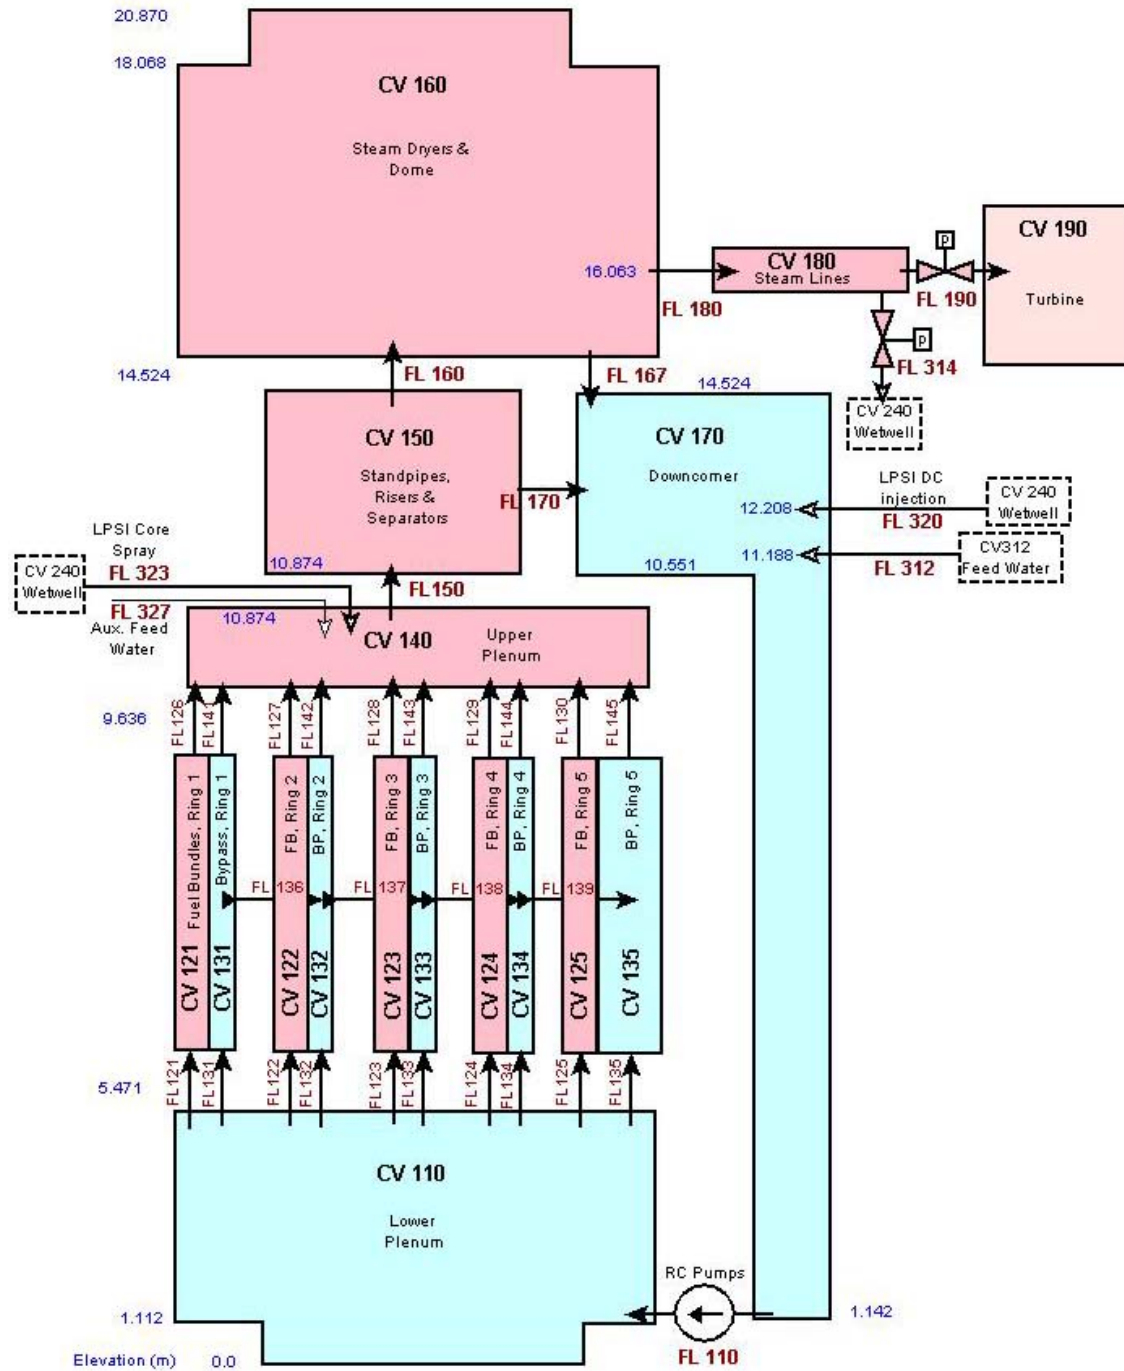 20.870
18.068
CV 160
Steam Dryers &
Dome
16.063
FL 180
CV 180
Steam Lines
P
FL 190
CV 190
Turbine
P
FL 314
CV 240
Wetwell
14.524
FL 160
FL 167
14.524
CV 150
Standpipes,
Risers &
Separators
FL 170
CV 170
Downcomer
12.208
LPSI DC
injection
FL 320
CV 240
Wetwell
11.188
FL 312
CV312
Feed Water
10.551
LPSI Core
Spray
FL 323
CV 240
Wetwell
FL 327
Aux. Feed
Water
10.874
FL150
10.874
CV 140
Upper
Plenum
9.636
FL126
FL141
FL127
FL142
FL128
FL143
FL129
FL144
FL130
FL145
CV 121 Fuel Bundles, Ring 1
CV 131 Bypass, Ring 1
CV 122 FB, Ring 2
CV 132 BP, Ring 2
CV 123 FB, Ring 3
CV 133 BP, Ring 3
CV 124 FB, Ring 4
CV 134 BP, Ring 4
CV 125 FB, Ring 5
CV 135 BP, Ring 5
FL 136
FL 137
FL 138
FL 139
5.471
FL121
FL131
FL122
FL132
FL123
FL133
FL124
FL134
FL125
FL135
CV 110
Lower
Plenum
RC Pumps
FL 110
1.112
1.142
Elevation (m) 0.0